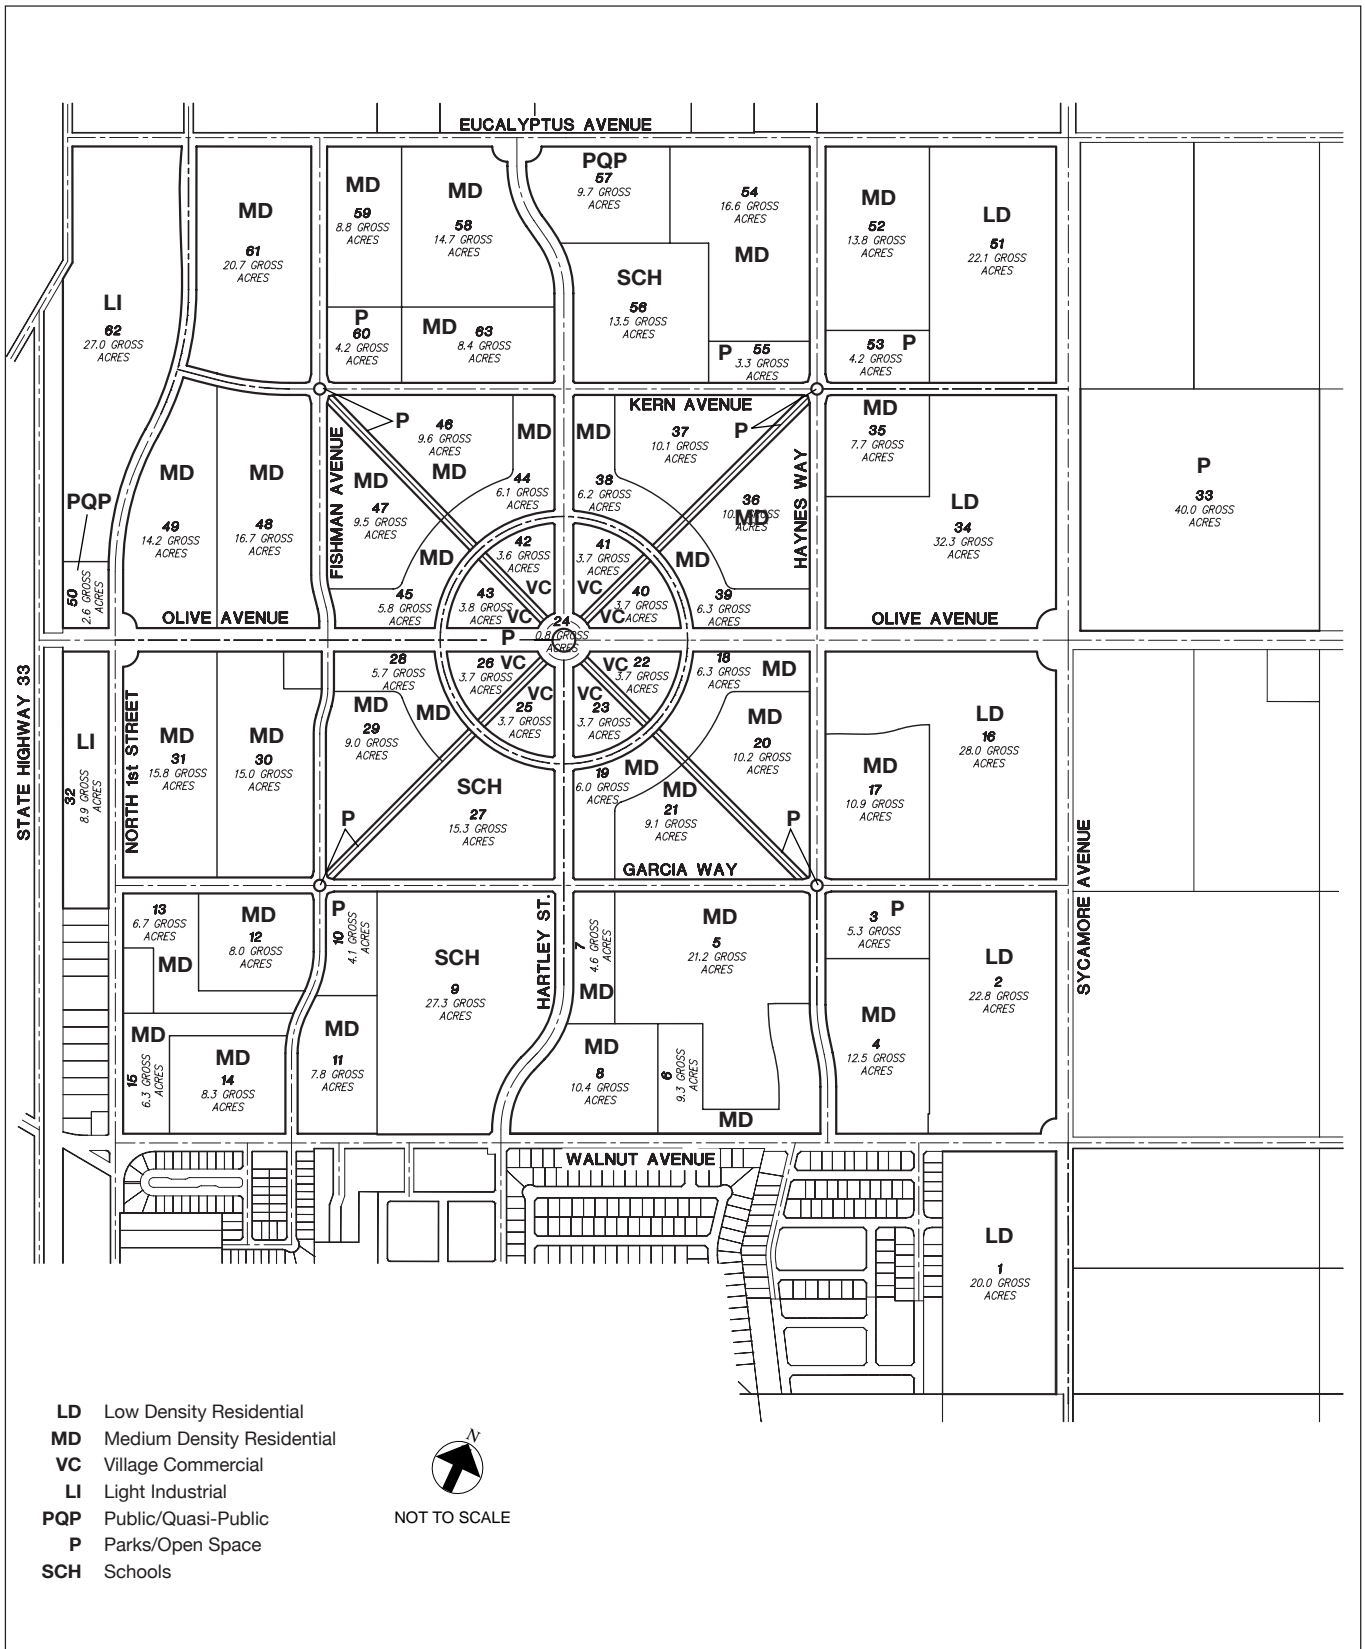 EUCALYPTUS AVENUE
MD
61
20.7 GROSS
ACRES
MD
59
8.8 GROSS
ACRES
MD
58
14.7 GROSS
ACRES
PQP
57
9.7 GROSS
ACRES
54
16.6 GROSS
ACRES
MD
MD
52
13.8 GROSS
ACRES
LD
51
22.1 GROSS
ACRES
LI
62
27.0 GROSS
ACRES
P
60
4.2 GROSS
ACRES
MD
63
8.4 GROSS
ACRES
SCH
56
13.5 GROSS
ACRES
P
55
3.3 GROSS
ACRES
53
P
4.2 GROSS
ACRES
KERN AVENUE
FISHMAN AVENUE
HAYNES WAY
P
46
9.6 GROSS
ACRES
MD
MD
MD
37
10.1 GROSS
ACRES
P
MD
35
7.7 GROSS
ACRES
MD
49
14.2 GROSS
ACRES
MD
48
16.7 GROSS
ACRES
MD
47
9.5 GROSS
ACRES
44
6.1 GROSS
ACRES
38
6.2 GROSS
ACRES
36
MD
ACRES
LD
34
32.3 GROSS
ACRES
P
33
40.0 GROSS
ACRES
PQP
50
2.6 GROSS
ACRES
MD
45
5.8 GROSS
ACRES
42
3.6 GROSS
ACRES
VC
41
3.7 GROSS
ACRES
VC
MD
43
3.8 GROSS
ACRES
VC
40
3.7 GROSS
ACRES
VC
39
6.3 GROSS
ACRES
OLIVE AVENUE
OLIVE AVENUE
P
24
0.8 GROSS
ACRES
STATE HIGHWAY 33
NORTH 1st STREET
28
5.7 GROSS
ACRES
26
VC
3.7 GROSS
ACRES
VC
22
3.7 GROSS
ACRES
18
6.3 GROSS
ACRES
MD
LI
32
8.9 GROSS
ACRES
MD
31
15.8 GROSS
ACRES
MD
30
15.0 GROSS
ACRES
MD
29
9.0 GROSS
ACRES
MD
VC
25
3.7 GROSS
ACRES
VC
23
3.7 GROSS
ACRES
MD
20
10.2 GROSS
ACRES
LD
16
28.0 GROSS
ACRES
SCH
27
15.3 GROSS
ACRES
19
6.0 GROSS
ACRES
MD
MD
21
9.1 GROSS
ACRES
MD
17
10.9 GROSS
ACRES
P
P
GARCIA WAY
SYCAMORE AVENUE
HARTLEY ST.
13
6.7 GROSS
ACRES
MD
MD
12
8.0 GROSS
ACRES
P
10
4.1 GROSS
ACRES
SCH
9
27.3 GROSS
ACRES
7
4.6 GROSS
ACRES
MD
MD
5
21.2 GROSS
ACRES
3
P
5.3 GROSS
ACRES
LD
2
22.8 GROSS
ACRES
MD
15
6.3 GROSS
ACRES
MD
14
8.3 GROSS
ACRES
MD
11
7.8 GROSS
ACRES
MD
8
10.4 GROSS
ACRES
6
9.3 GROSS
ACRES
MD
MD
4
12.5 GROSS
ACRES
WALNUT AVENUE
LD
1
20.0 GROSS
ACRES
LD Low Density Residential
MD Medium Density Residential
VC Village Commercial
LI Light Industrial
PQP Public/Quasi-Public
P Parks/Open Space
SCH Schools
N
NOT TO SCALE